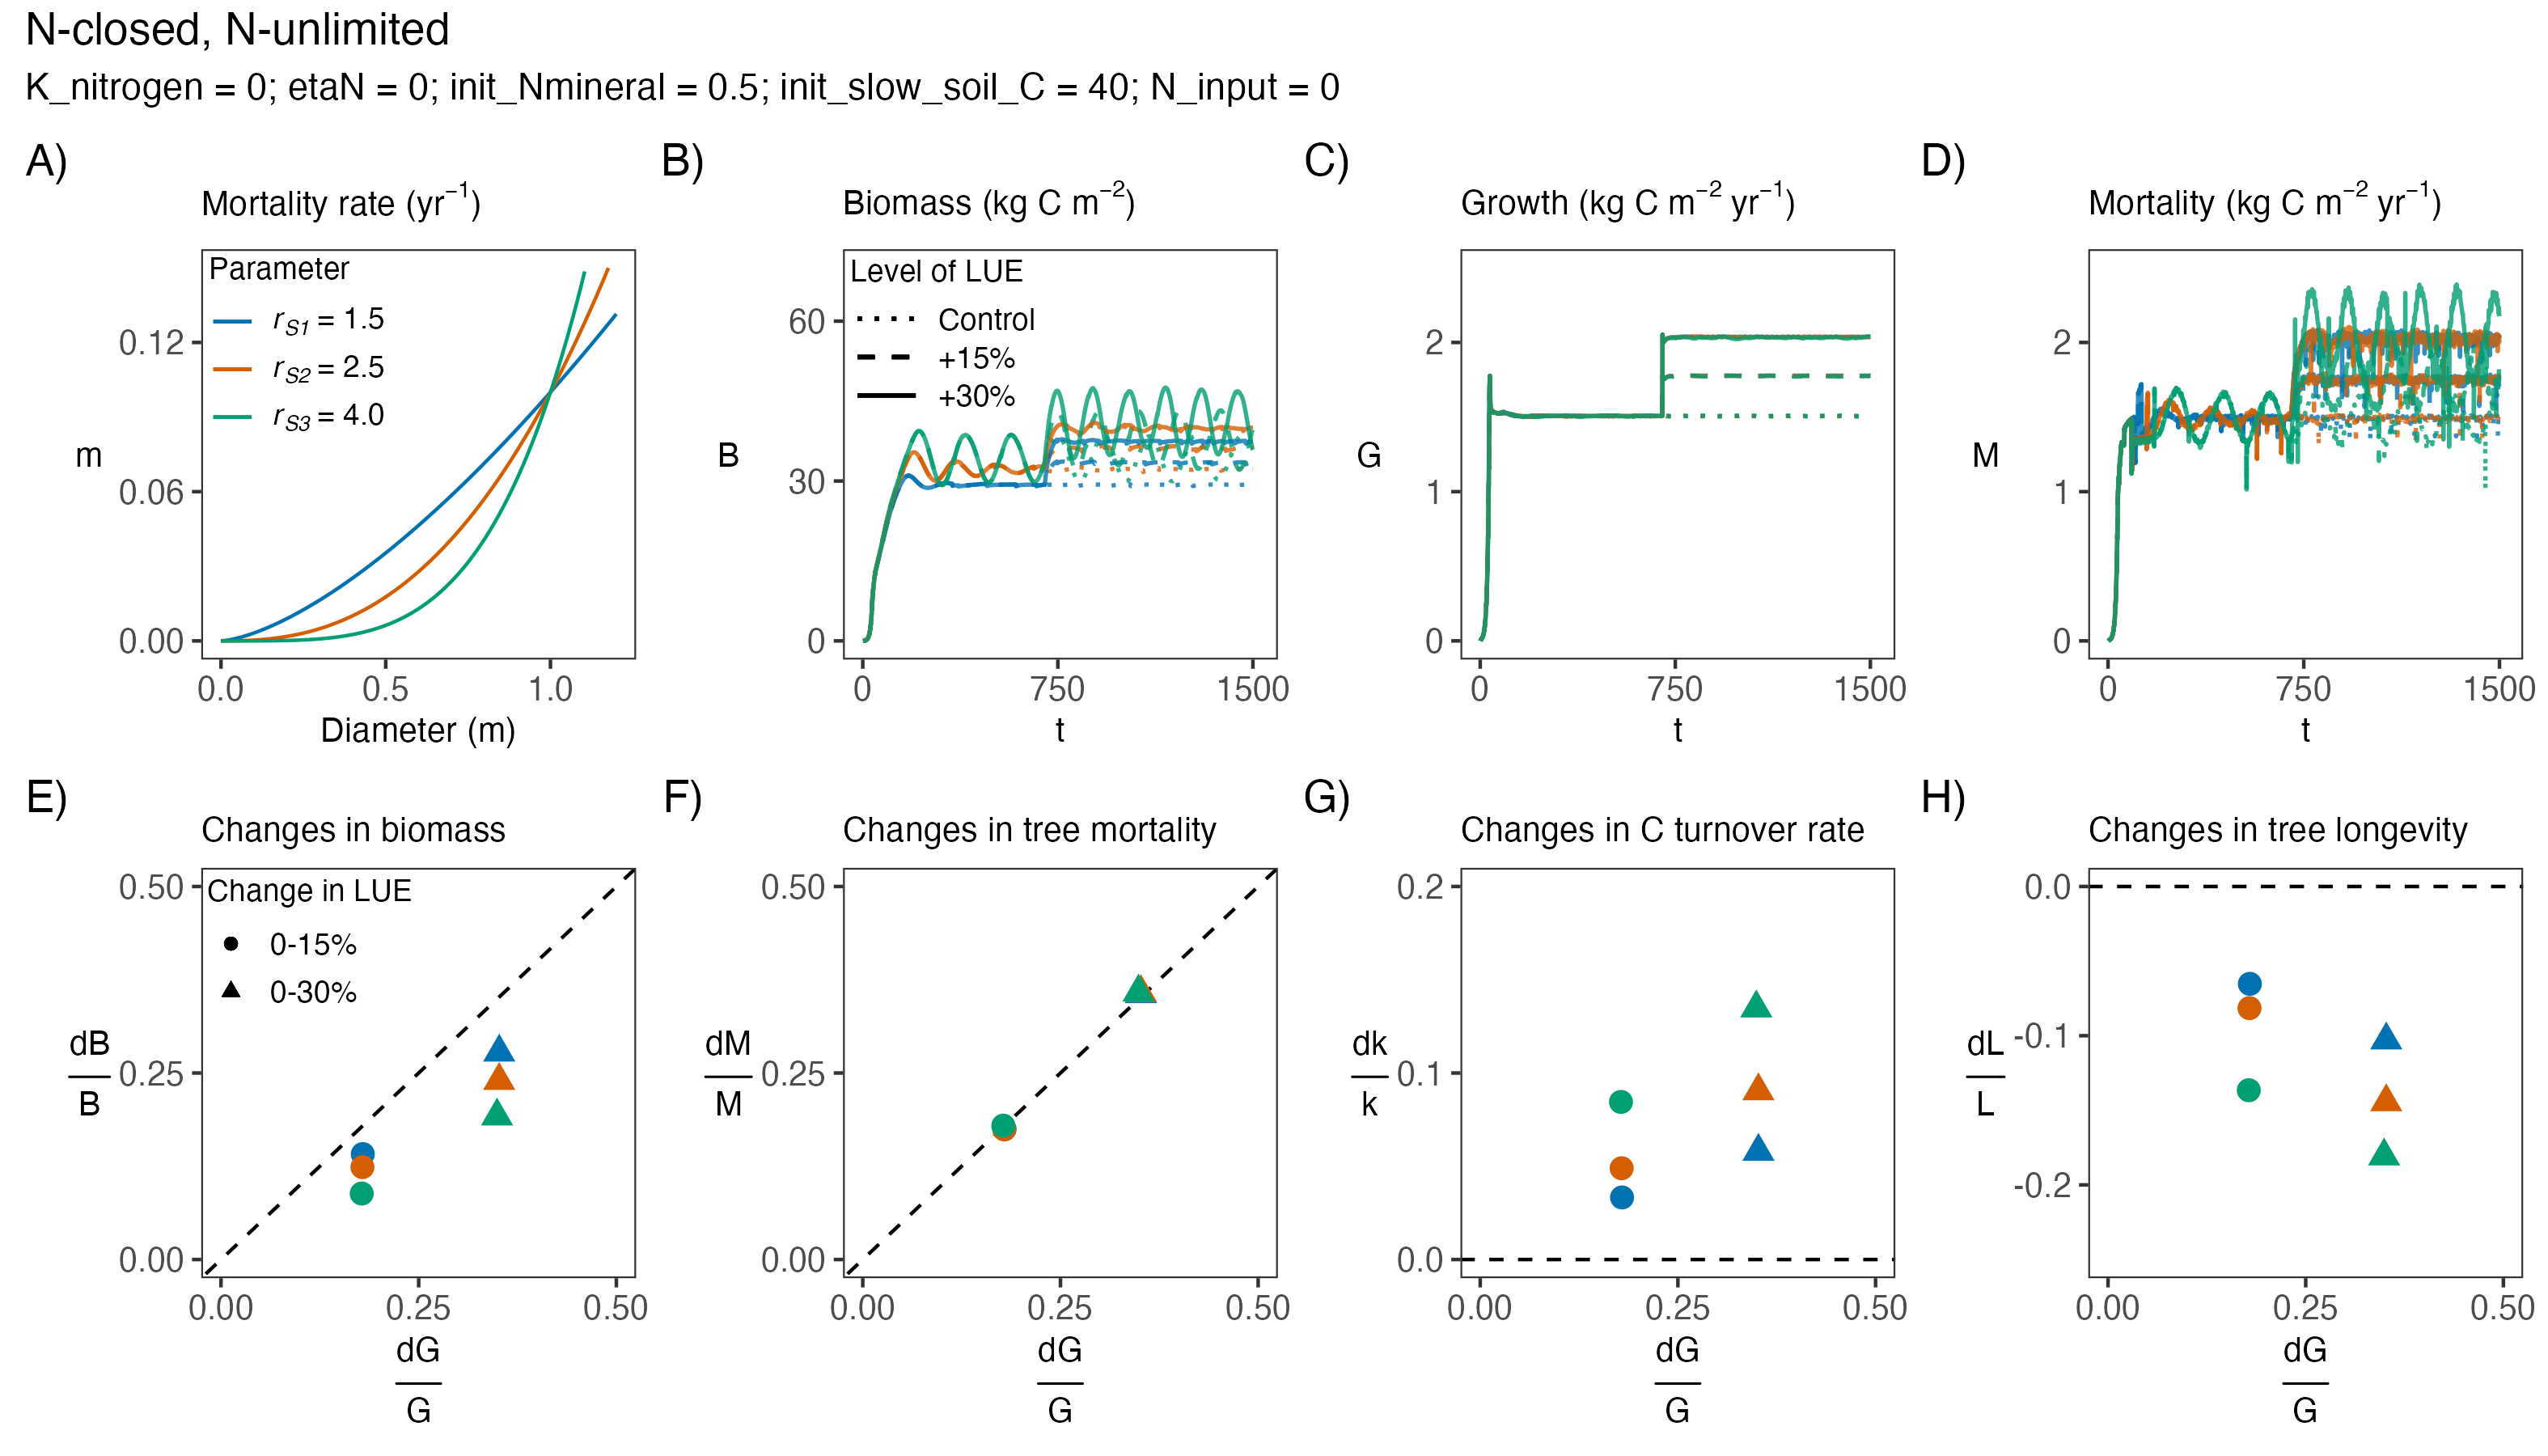 N-closed, N-unlimited
K_nitrogen = 0; etaN = 0; init_Nmineral = 0.5; init_slow_soil_C = 40; N_input = 0
A)
Mortality rate (yr⁻¹)
Parameter
r_S1 = 1.5
r_S2 = 2.5
r_S3 = 4.0
m
0.12
0.06
0.00
0.0 0.5 1.0
Diameter (m)
B)
Biomass (kg C m⁻²)
Level of LUE
Control
+15%
+30%
B
60
30
0
0 750 1500
t
C)
Growth (kg C m⁻² yr⁻¹)
G
2
1
0
0 750 1500
t
D)
Mortality (kg C m⁻² yr⁻¹)
M
2
1
0
0 750 1500
t
E)
Changes in biomass
Change in LUE
0-15%
0-30%
dB
B
0.50
0.25
0.00
0.00 0.25 0.50
dG
G
F)
Changes in tree mortality
dM
M
0.50
0.25
0.00
0.00 0.25 0.50
dG
G
G)
Changes in C turnover rate
dk
k
0.2
0.1
0.0
0.00 0.25 0.50
dG
G
H)
Changes in tree longevity
dL
L
0.0
-0.1
-0.2
0.00 0.25 0.50
dG
G